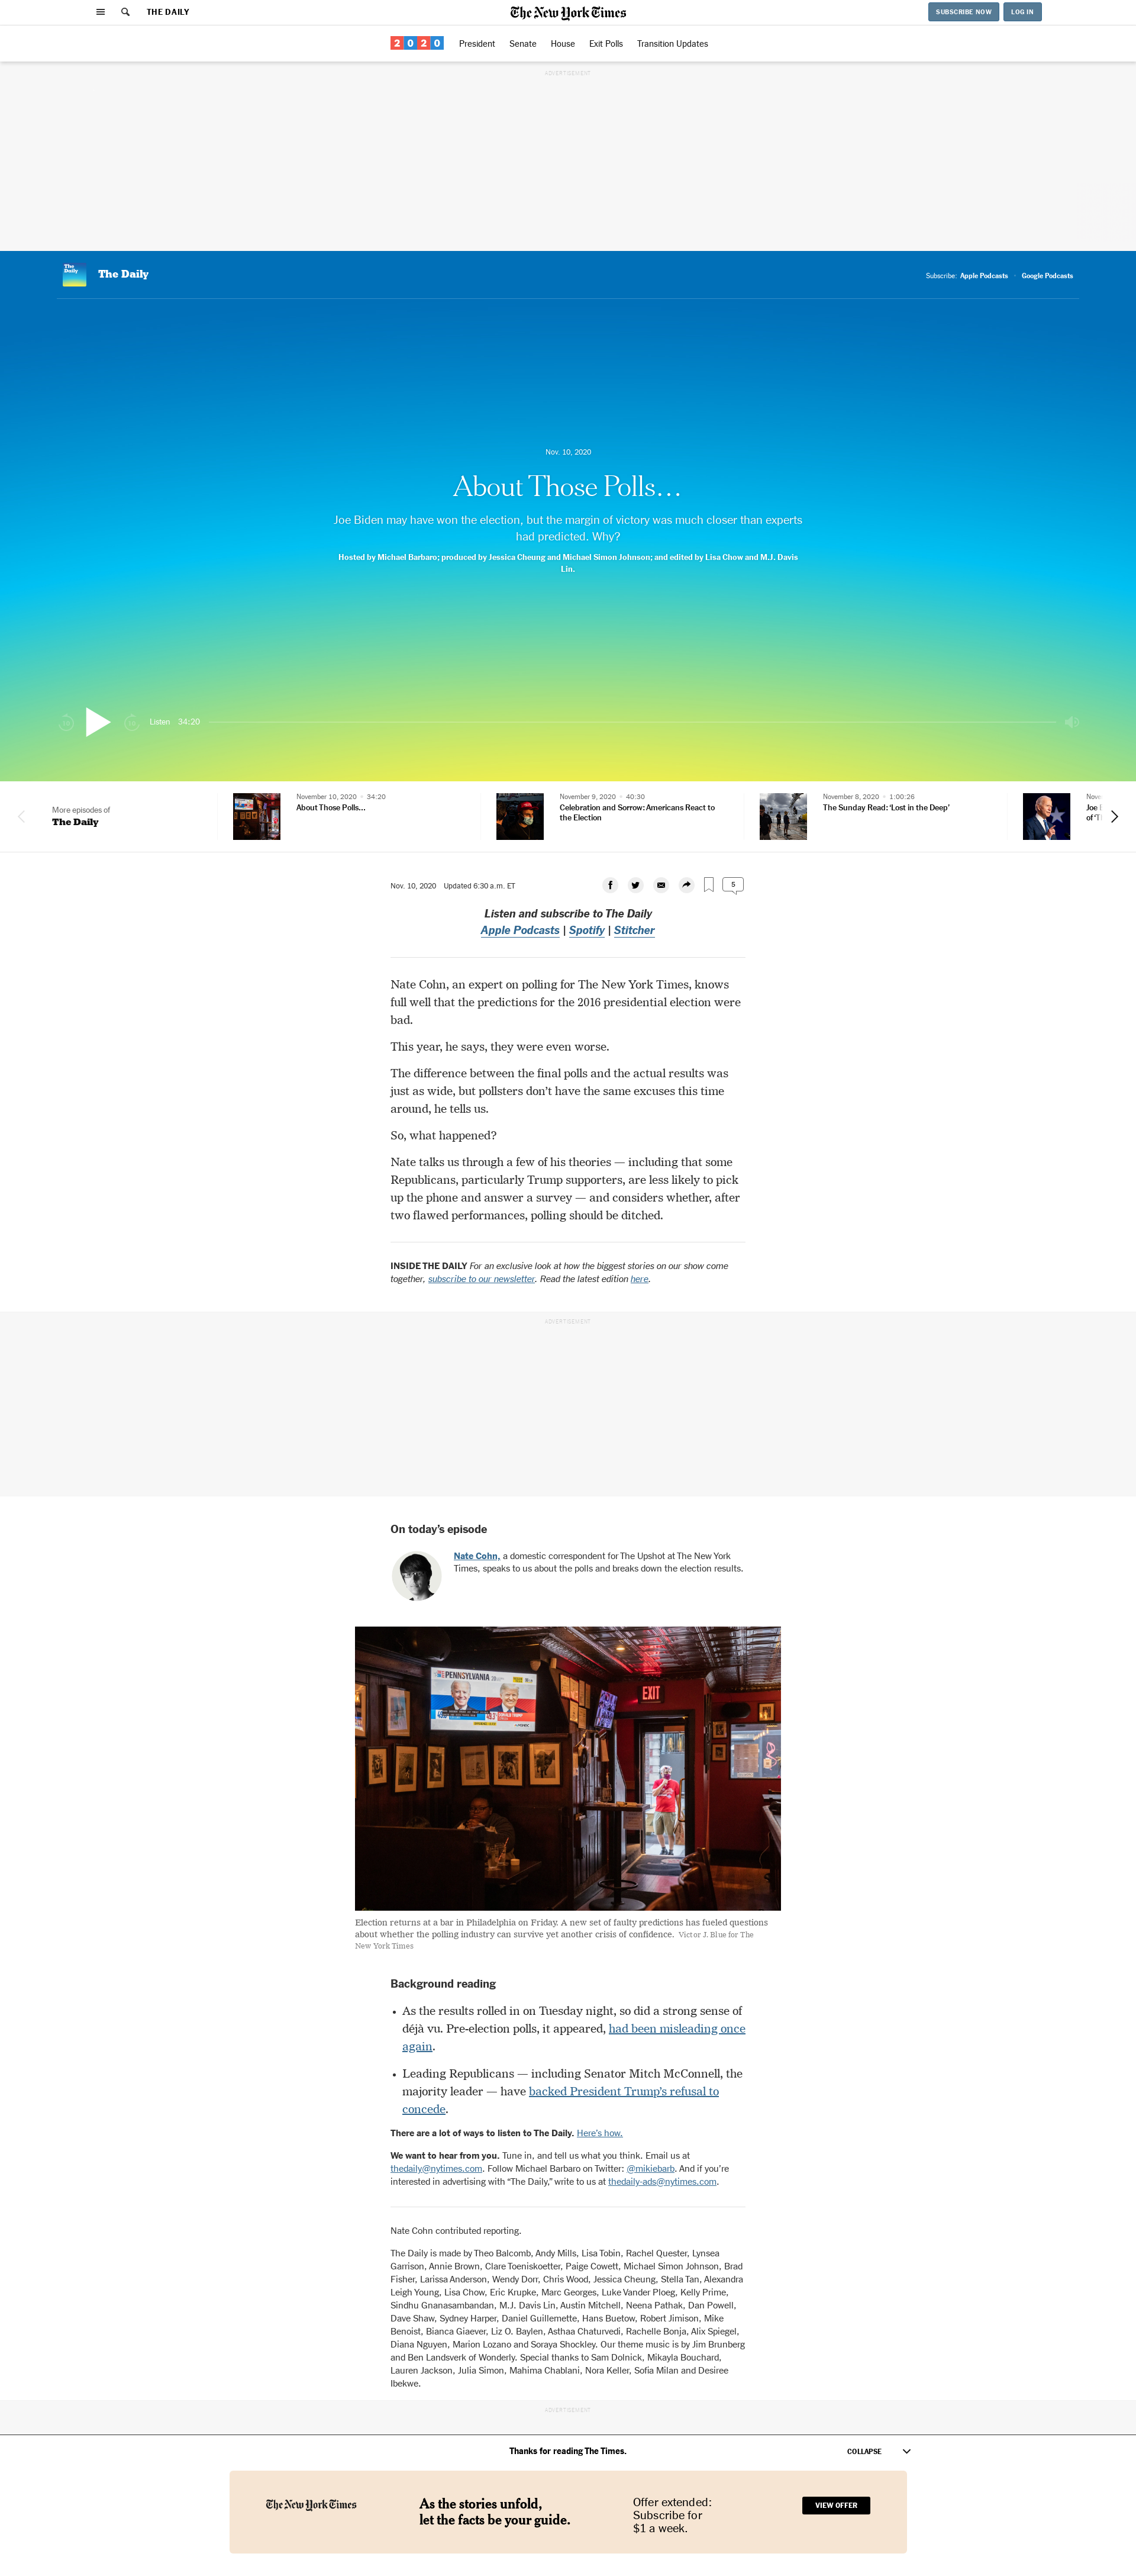 THE DAILY
The New York Times
SUBSCRIBE NOW
LOG IN
2020
President
Senate
House
Exit Polls
Transition Updates
ADVERTISEMENT
The Daily
The Daily
Subscribe: Apple Podcasts · Google Podcasts
Nov. 10, 2020
About Those Polls…
Joe Biden may have won the election, but the margin of victory was much closer than experts
had predicted. Why?
Hosted by Michael Barbaro; produced by Jessica Cheung and Michael Simon Johnson; and edited by Lisa Chow and M.J. Davis
Lin.
Listen 34:20
More episodes of
The Daily
November 10, 2020 • 34:20
About Those Polls…
November 9, 2020 • 40:30
Celebration and Sorrow: Americans React to
the Election
November 8, 2020 • 1:00:26
The Sunday Read: ‘Lost in the Deep’
Nov. 10, 2020 Updated 6:30 a.m. ET
5
Listen and subscribe to The Daily
Apple Podcasts | Spotify | Stitcher
Nate Cohn, an expert on polling for The New York Times, knows
full well that the predictions for the 2016 presidential election were
bad.
This year, he says, they were even worse.
The difference between the final polls and the actual results was
just as wide, but pollsters don’t have the same excuses this time
around, he tells us.
So, what happened?
Nate talks us through a few of his theories — including that some
Republicans, particularly Trump supporters, are less likely to pick
up the phone and answer a survey — and considers whether, after
two flawed performances, polling should be ditched.
INSIDE THE DAILY For an exclusive look at how the biggest stories on our show come
together, subscribe to our newsletter. Read the latest edition here.
ADVERTISEMENT
On today’s episode
Nate Cohn, a domestic correspondent for The Upshot at The New York
Times, speaks to us about the polls and breaks down the election results.
PENNSYLVANIA
EXIT
Election returns at a bar in Philadelphia on Friday. A new set of faulty predictions has fueled questions
about whether the polling industry can survive yet another crisis of confidence. Victor J. Blue for The
New York Times
Background reading
• As the results rolled in on Tuesday night, so did a strong sense of
déjà vu. Pre-election polls, it appeared, had been misleading once
again.
• Leading Republicans — including Senator Mitch McConnell, the
majority leader — have backed President Trump’s refusal to
concede.
There are a lot of ways to listen to The Daily. Here’s how.
We want to hear from you. Tune in, and tell us what you think. Email us at
thedaily@nytimes.com. Follow Michael Barbaro on Twitter: @mikiebarb. And if you’re
interested in advertising with “The Daily,” write to us at thedaily-ads@nytimes.com.
Nate Cohn contributed reporting.
The Daily is made by Theo Balcomb, Andy Mills, Lisa Tobin, Rachel Quester, Lynsea
Garrison, Annie Brown, Clare Toeniskoetter, Paige Cowett, Michael Simon Johnson, Brad
Fisher, Larissa Anderson, Wendy Dorr, Chris Wood, Jessica Cheung, Stella Tan, Alexandra
Leigh Young, Lisa Chow, Eric Krupke, Marc Georges, Luke Vander Ploeg, Kelly Prime,
Sindhu Gnanasambandan, M.J. Davis Lin, Austin Mitchell, Neena Pathak, Dan Powell,
Dave Shaw, Sydney Harper, Daniel Guillemette, Hans Buetow, Robert Jimison, Mike
Benoist, Bianca Giaever, Liz O. Baylen, Asthaa Chaturvedi, Rachelle Bonja, Alix Spiegel,
Diana Nguyen, Marion Lozano and Soraya Shockley. Our theme music is by Jim Brunberg
and Ben Landsverk of Wonderly. Special thanks to Sam Dolnick, Mikayla Bouchard,
Lauren Jackson, Julia Simon, Mahima Chablani, Nora Keller, Sofia Milan and Desiree
Ibekwe.
ADVERTISEMENT
Thanks for reading The Times.
COLLAPSE
The New York Times
As the stories unfold,
let the facts be your guide.
Offer extended:
Subscribe for
$1 a week.
VIEW OFFER